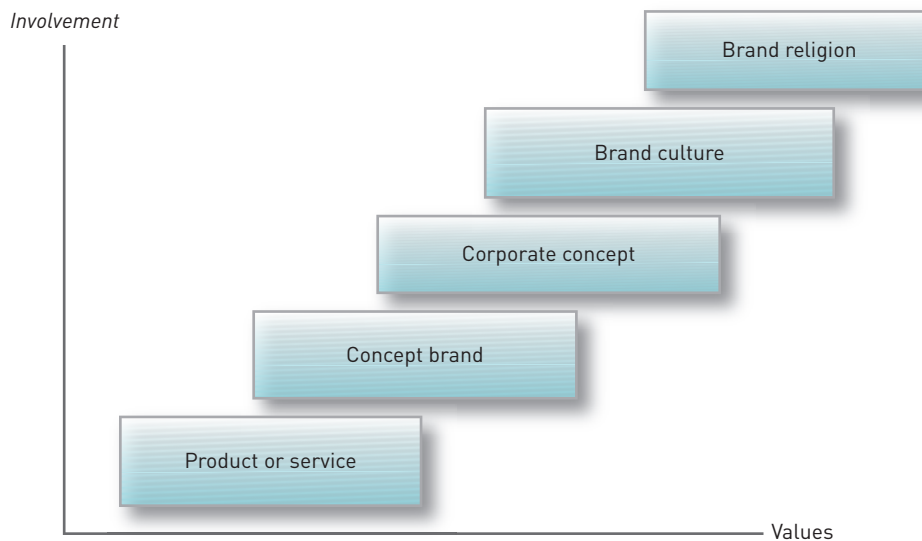 Involvement
Brand religion
Brand culture
Corporate concept
Concept brand
Product or service
Values